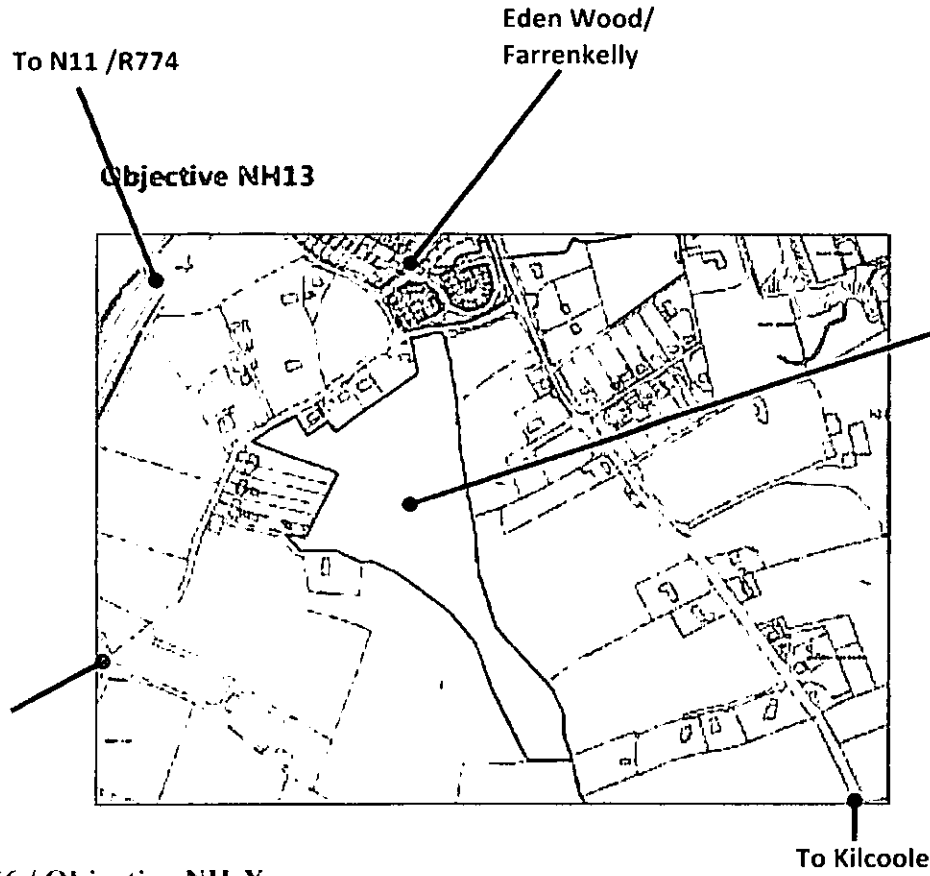 Eden Wood/
Farrenkelly
To N11 /R774
Objective NH13
To Kilcoole